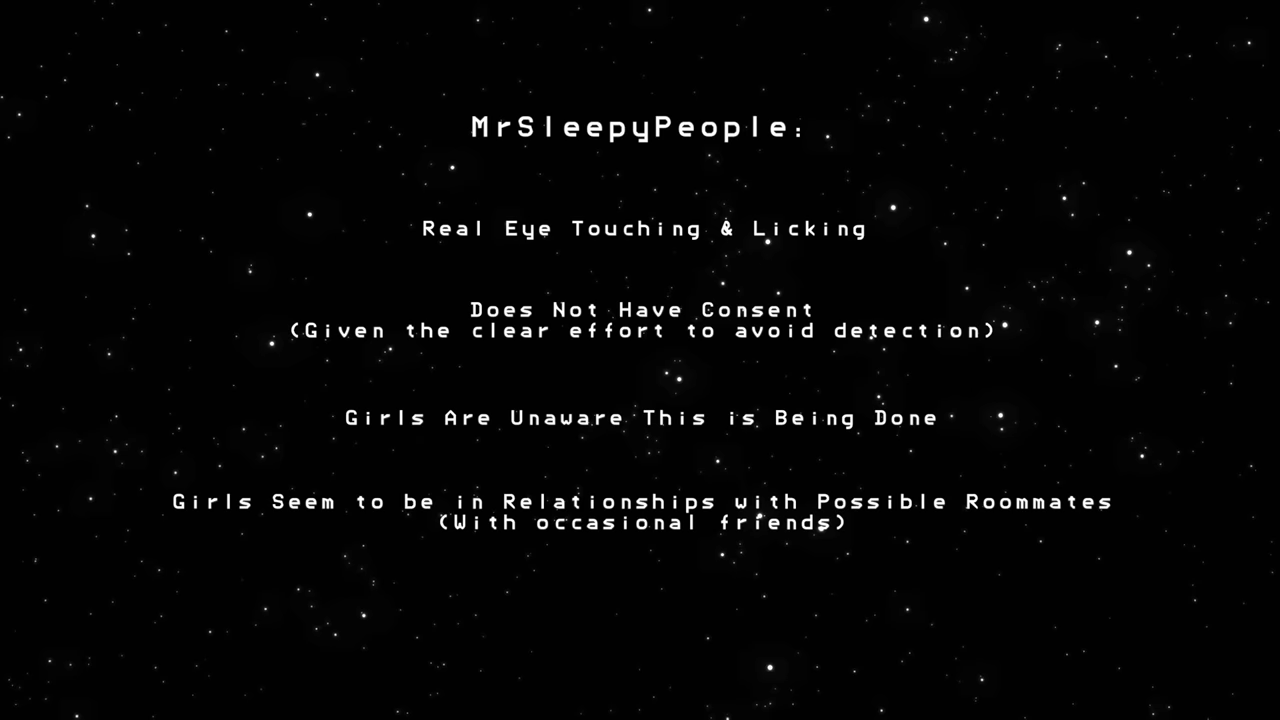 MrSleepyPeople:
Real Eye Touching & Licking
Does Not Have Consent
(Given the clear effort to avoid detection)
Girls Are Unaware This is Being Done
Girls Seem to be in Relationships with Possible Roommates
(With occasional friends)